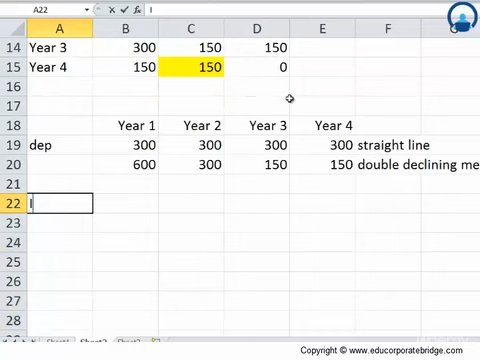 A22 fx I
A B C D E F G
14 Year 3 300 150 150
15 Year 4 150 150 0
16
17
18 Year 1 Year 2 Year 3 Year 4
19 dep 300 300 300 300 straight line
20 600 300 150 150 double declining me
21
22 I
23
24
25
26
27
28
Sheet1 Sheet2 Sheet3
Copyright © www.educorporatebridge.com